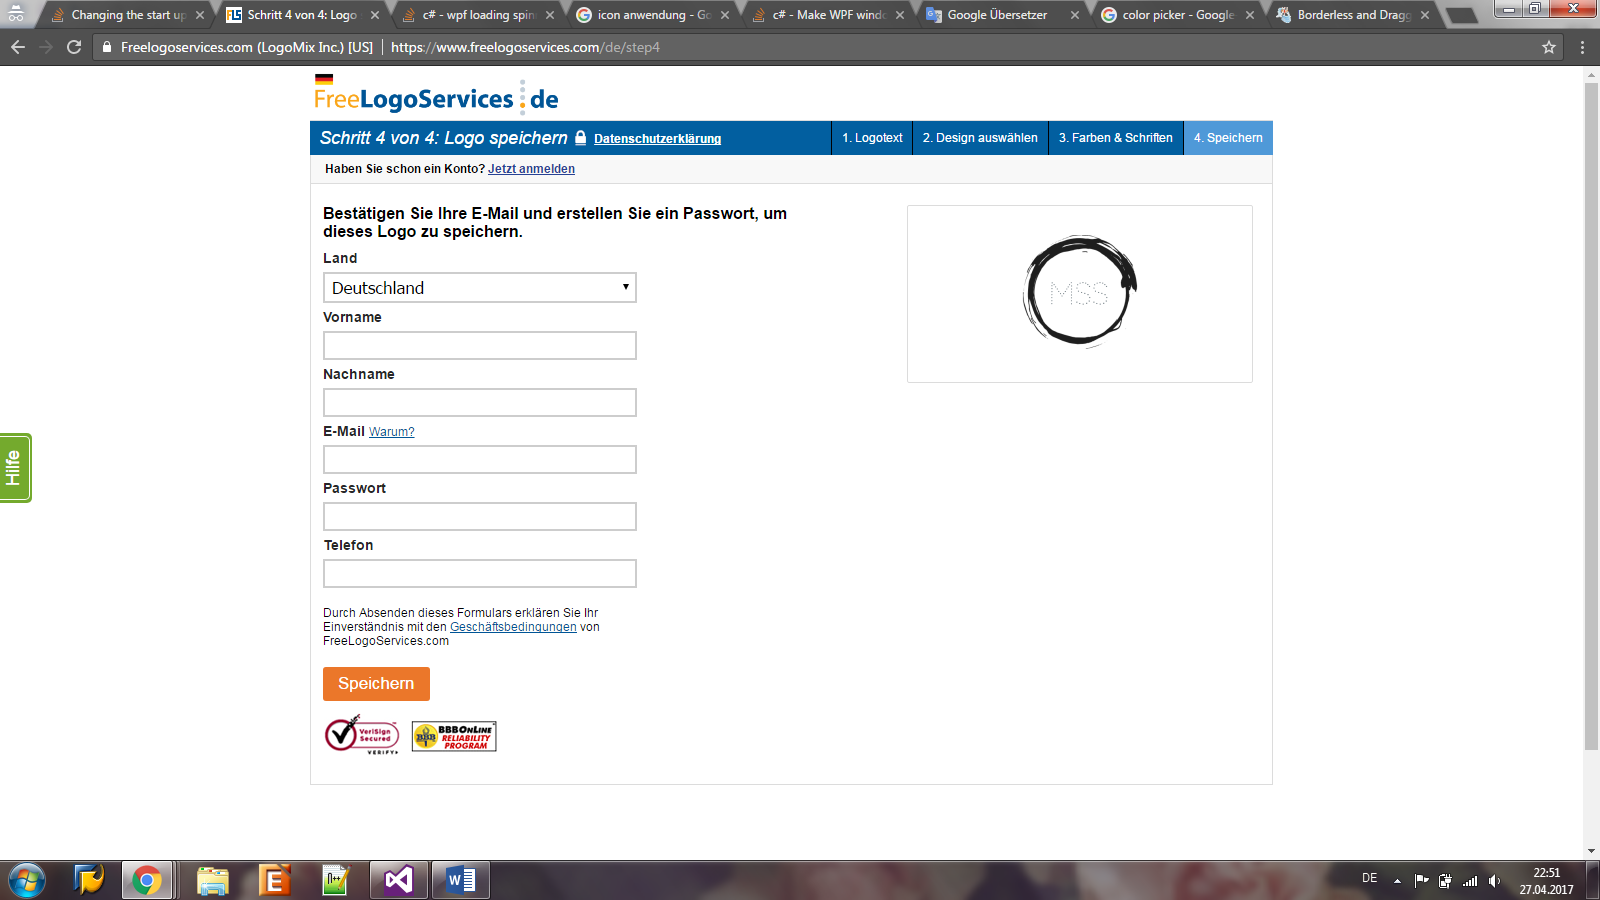 Changing the start up
Schritt 4 von 4: Logo
c# - wpf loading spin
icon anwendung - Go
c# - Make WPF wind
Google Übersetzer
color picker - Google
Borderless and Dragg
Freelogoservices.com (LogoMix Inc.) [US]
https://www.freelogoservices.com/de/step4
FreeLogoServices de
Schritt 4 von 4: Logo speichern Datenschutzerklärung
1. Logotext
2. Design auswählen
3. Farben & Schriften
4. Speichern
Haben Sie schon ein Konto? Jetzt anmelden
Bestätigen Sie Ihre E-Mail und erstellen Sie ein Passwort, um
dieses Logo zu speichern.
Land
Deutschland
Vorname
Nachname
E-Mail Warum?
Passwort
Telefon
Durch Absenden dieses Formulars erklären Sie Ihr
Einverständnis mit den Geschäftsbedingungen von
FreeLogoServices.com
Speichern
VeriSign
Secured
VERIFY
BBB
BBBOnLine
RELIABILITY
PROGRAM
MSS
Hilfe
DE
22:51
27.04.2017